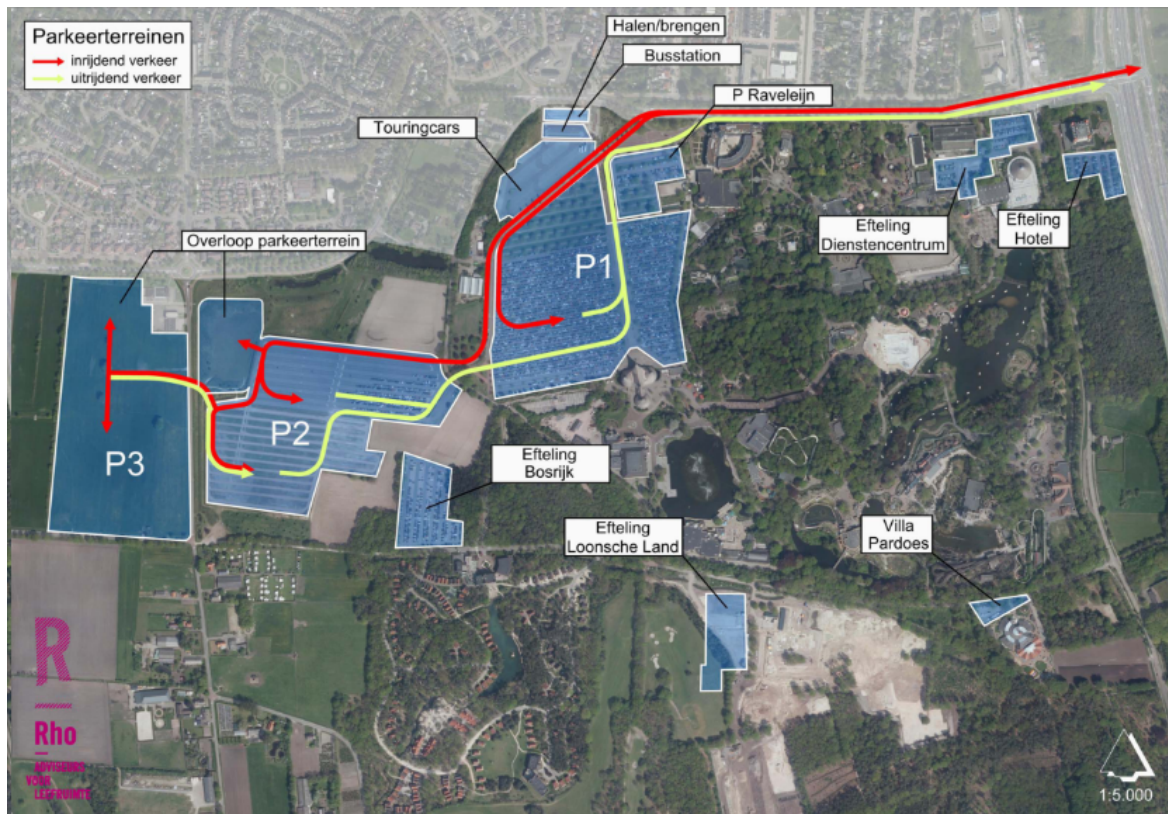 Parkeerterreinen
inrijdend verkeer
uitrijdend verkeer
Halen/brengen
Busstation
P Raveleijn
Touringcars
Overloop parkeerterrein
Efteling
Dienstencentrum
Efteling
Hotel
P1
P2
P3
Efteling
Bosrijk
Efteling
Loonsche Land
Villa
Pardoes
R
Rho
ADVISEURS
VOOR
LEEFRUIMTE
1:5.000